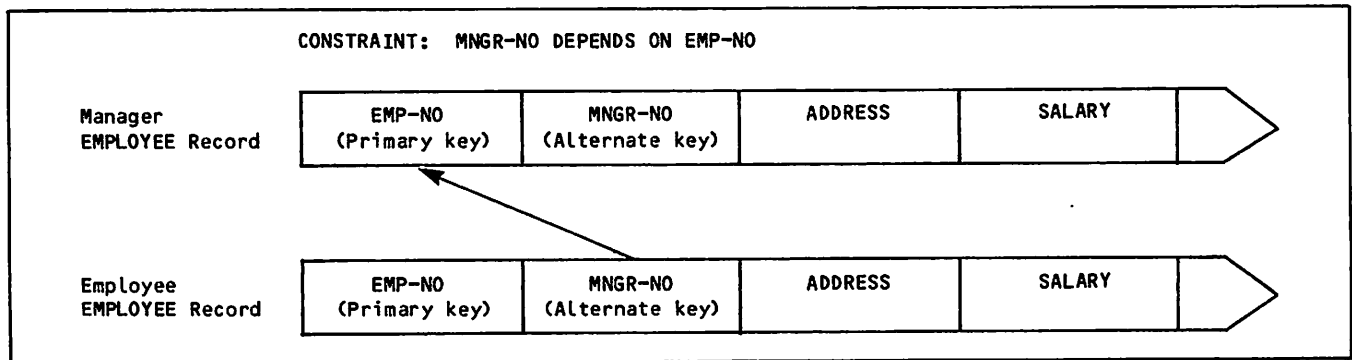 CONSTRAINT: MNGR-NO DEPENDS ON EMP-NO
Manager
EMPLOYEE Record
EMP-NO
(Primary key)
MNGR-NO
(Alternate key)
ADDRESS
SALARY
Employee
EMPLOYEE Record
EMP-NO
(Primary key)
MNGR-NO
(Alternate key)
ADDRESS
SALARY